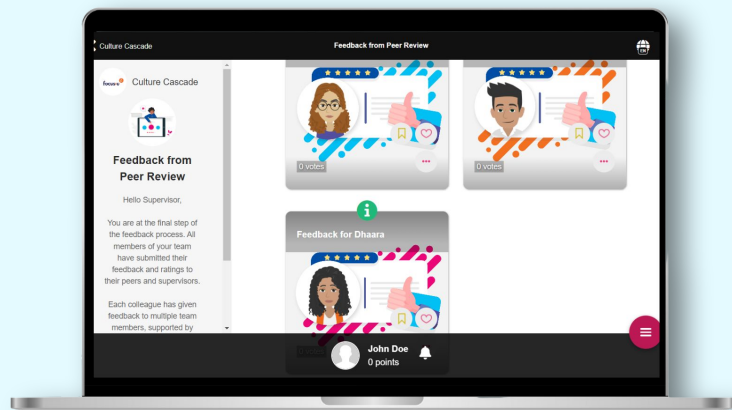 Culture Cascade
Feedback from Peer Review
EN
Culture Cascade
Feedback from
Peer Review
Hello Supervisor,
You are at the final step of
the feedback process. All
members of your team
have submitted their
feedback and ratings to
their peers and supervisors.
Each colleague has given
feedback to multiple team
members, supported by
0 votes
0 votes
Feedback for Dhaara
John Doe
0 points